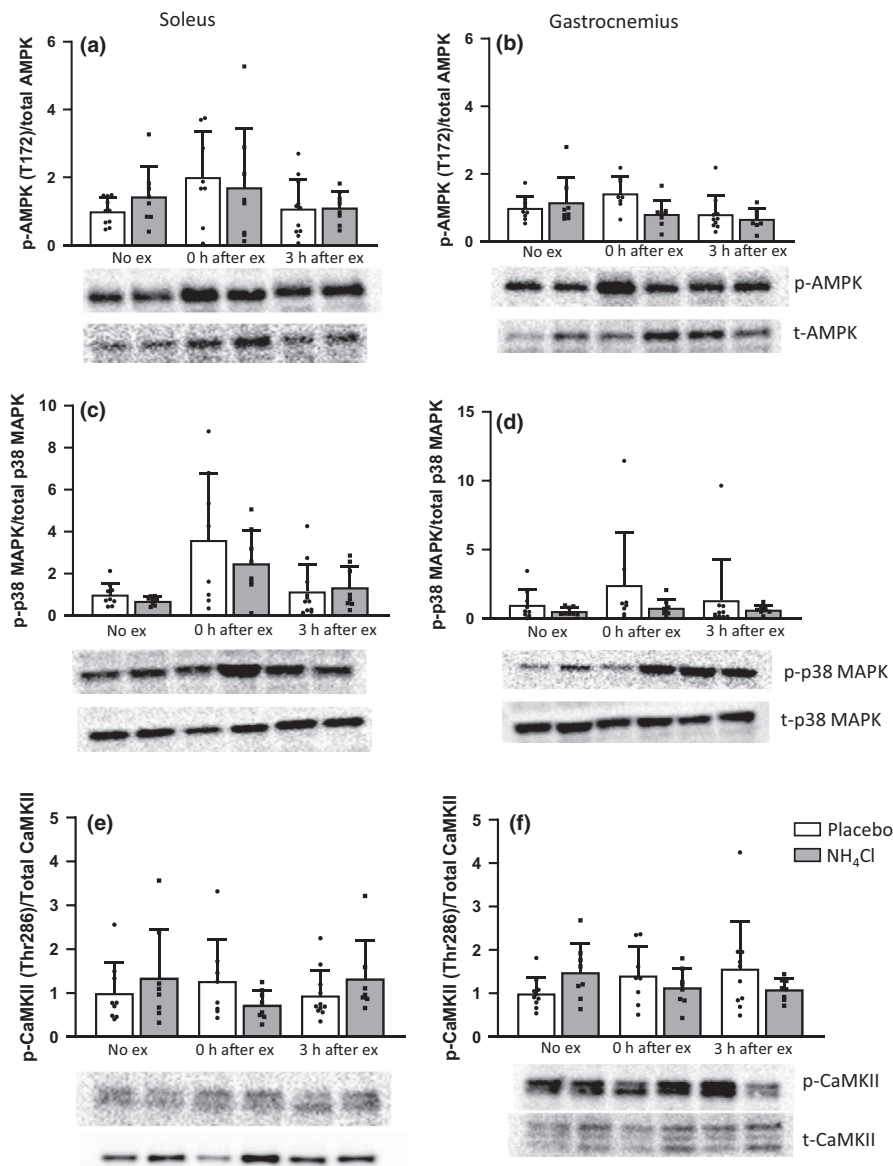 Soleus
Gastrocnemius
(a)
p-AMPK (T172)/total AMPK
6
4
2
0
No ex 0 h after ex 3 h after ex
(b)
p-AMPK (T172)/total AMPK
6
4
2
0
No ex 0 h after ex 3 h after ex
p-AMPK
t-AMPK
(c)
p-p38 MAPK/total p38 MAPK
10
8
6
4
2
0
No ex 0 h after ex 3 h after ex
(d)
p-p38 MAPK/total p38 MAPK
15
10
5
0
No ex 0 h after ex 3 h after ex
p-p38 MAPK
t-p38 MAPK
(e)
p-CaMKII (Thr286)/Total CaMKII
5
4
3
2
1
0
No ex 0 h after ex 3 h after ex
(f)
p-CaMKII (Thr286)/Total CaMKII
5
4
3
2
1
0
No ex 0 h after ex 3 h after ex
Placebo
NH₄Cl
p-CaMKII
t-CaMKII